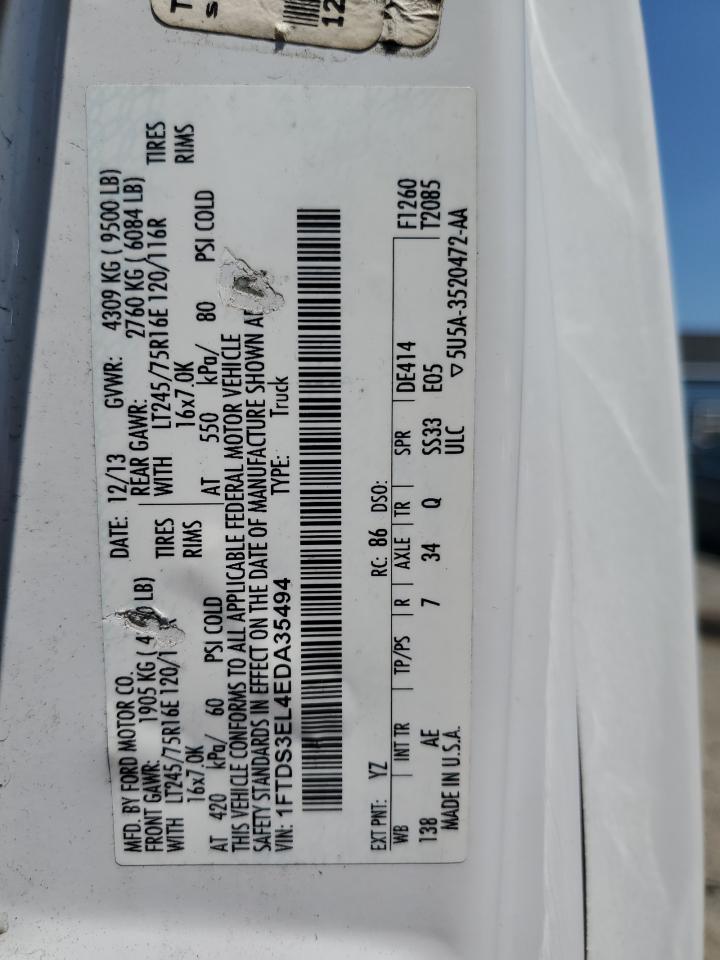 MFD. BY FORD MOTOR CO. DATE: 12/13 GVWR: 4309 KG ( 9500 LB)
FRONT GAWR: 1905 KG ( LB) REAR GAWR: 2760 KG ( 6084 LB)
WITH LT245/75R16E 120/ TIRES WITH LT245/75R16E 120/116R TIRES
16x7.0K RIMS 16x7.0K RIMS
AT 420 kPa/ 60 PSI COLD AT 550 kPa/ 80 PSI COLD
THIS VEHICLE CONFORMS TO ALL APPLICABLE FEDERAL MOTOR VEHICLE
SAFETY STANDARDS IN EFFECT ON THE DATE OF MANUFACTURE SHOWN
VIN: 1FTDS3EL4EDA35494 TYPE: Truck
EXT PNT: YZ RC: 86 DSO:
WB INT TR TP/PS R AXLE TR SPR DE414 F1260
138 AE 7 34 Q SS33 E05 T2085
MADE IN U.S.A. ULC ▽5U5A-3520472-AA